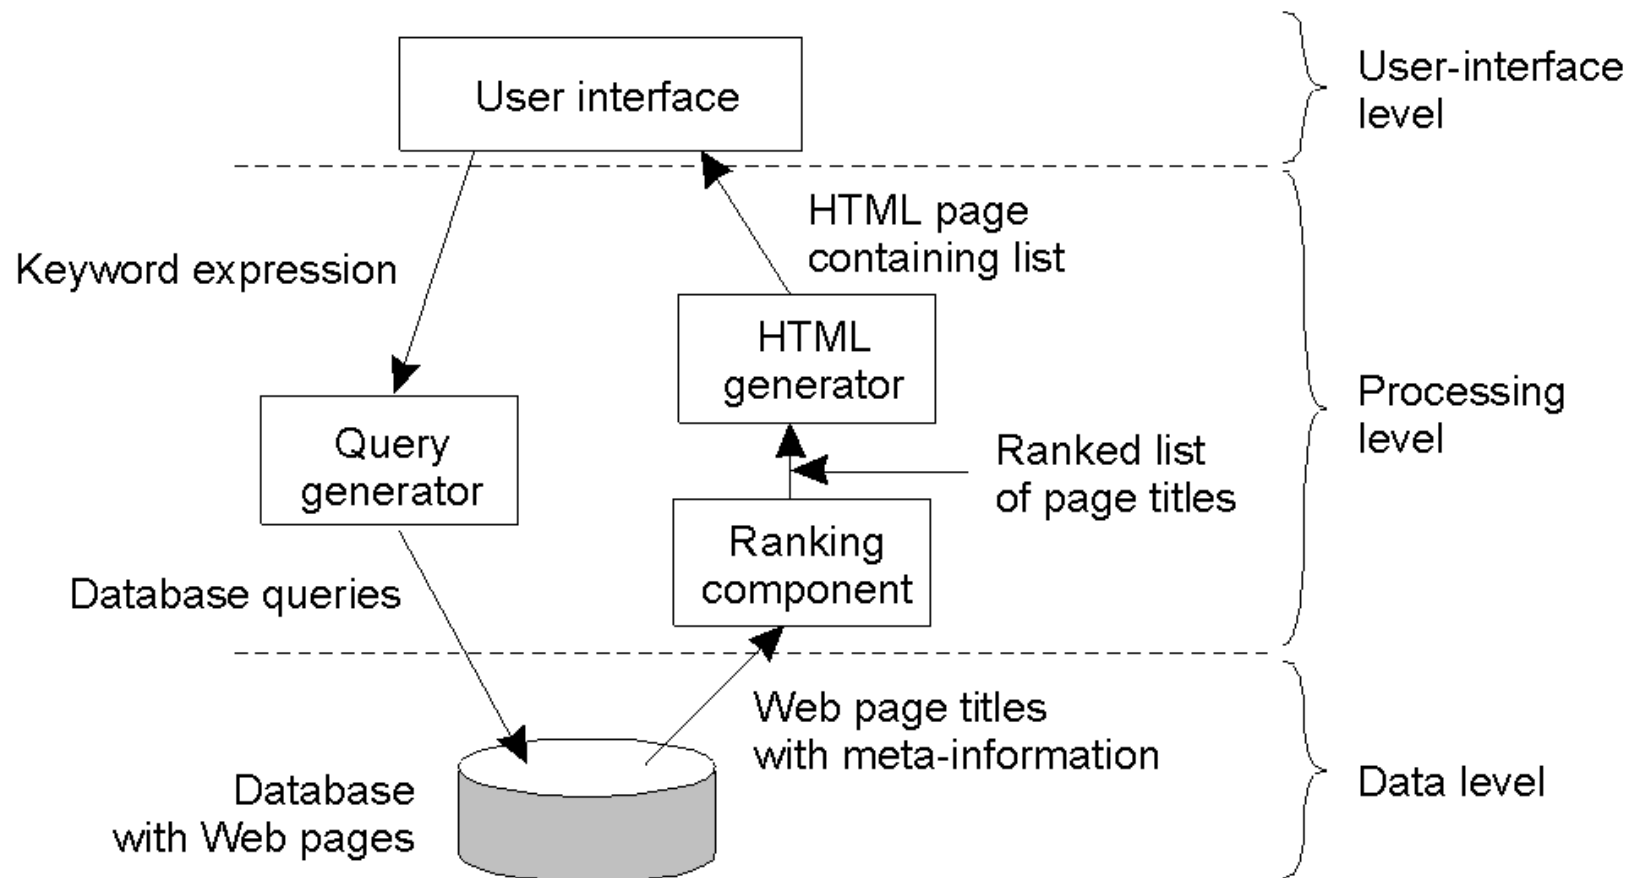 User interface
User-interface
level
HTML page
containing list
Keyword expression
HTML
generator
Processing
level
Query
generator
Ranked list
of page titles
Ranking
component
Database queries
Web page titles
with meta-information
Database
with Web pages
Data level